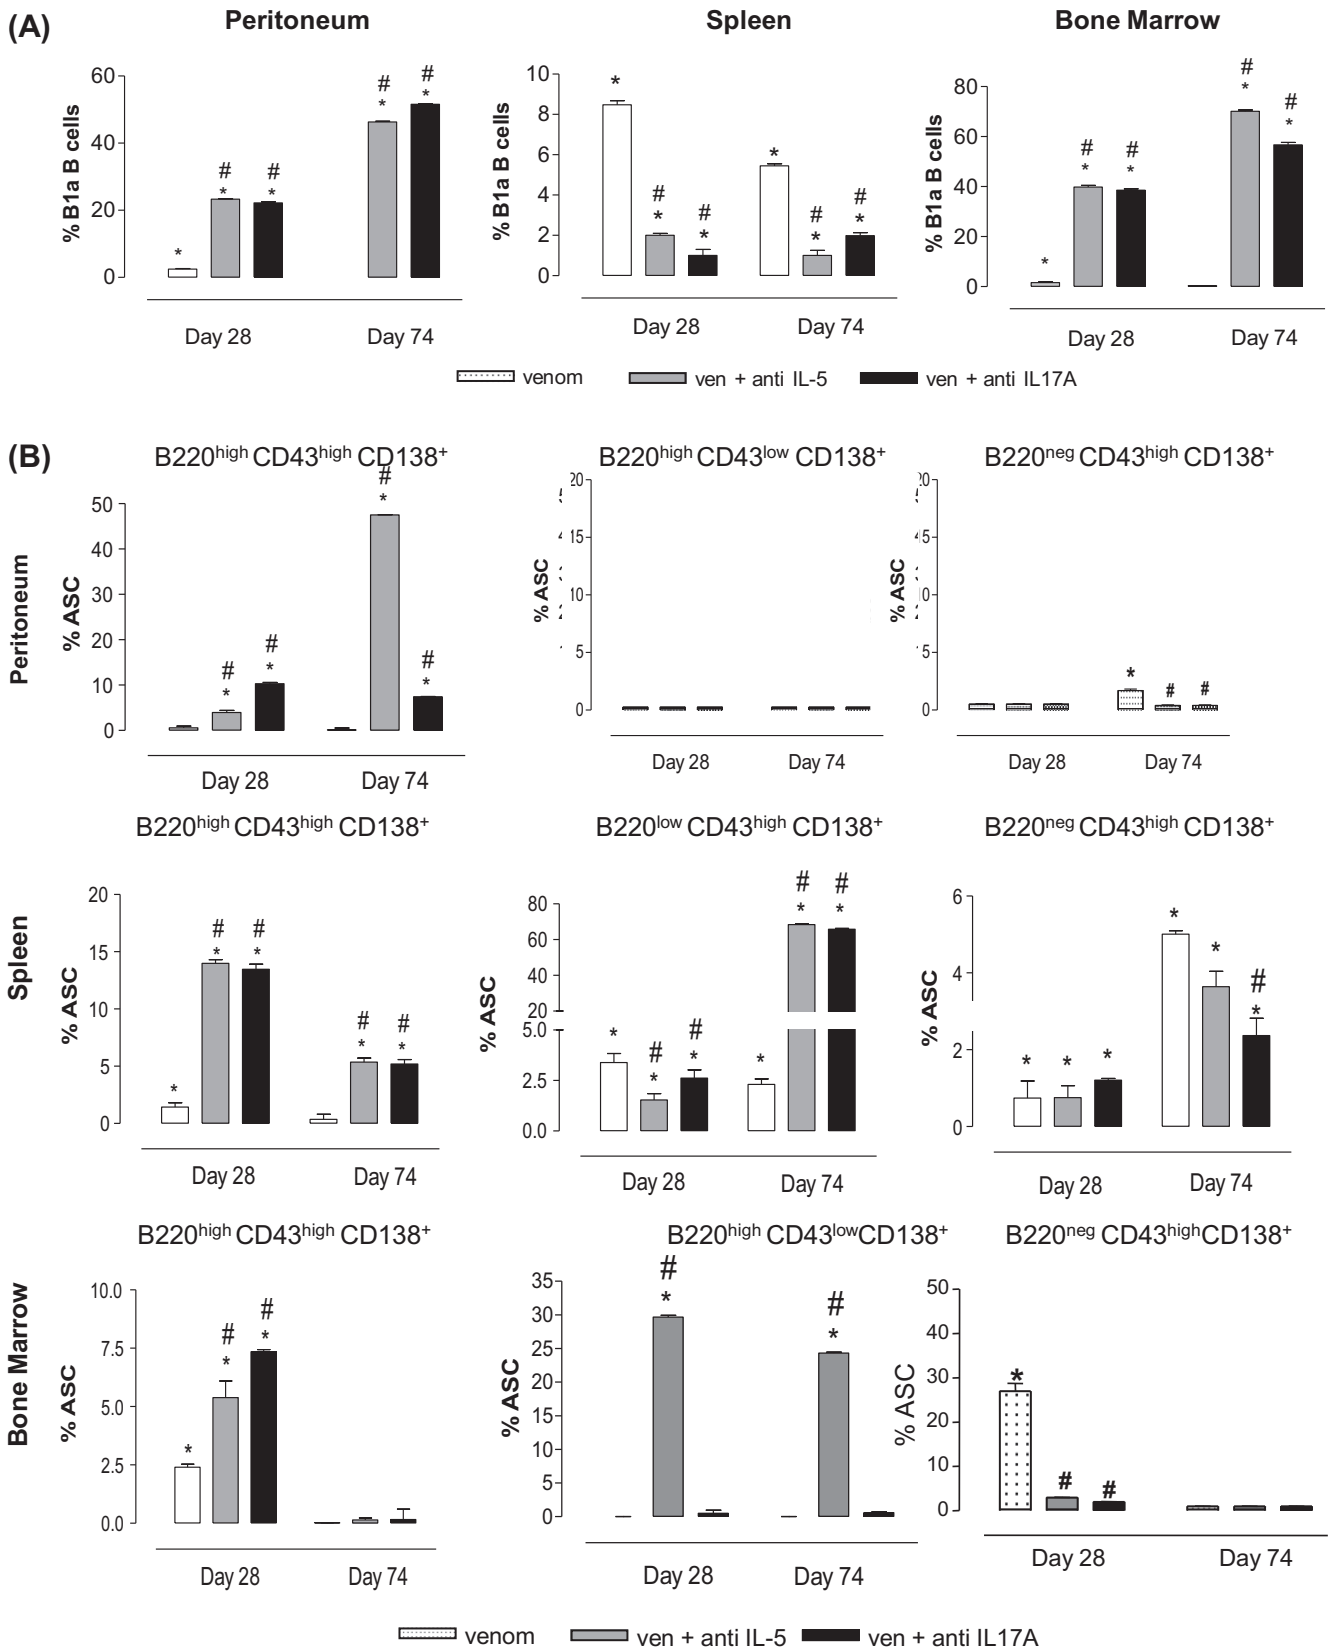 (A)
Peritoneum
Spleen
Bone Marrow
% B1a B cells
60
40
20
0
# # # #
* * * * *
Day 28
Day 74
% B1a B cells
10
8
6
4
2
0
* *
# # # #
* * * *
Day 28
Day 74
% B1a B cells
80
60
40
20
0
# # # #
* * * * *
Day 28
Day 74
venom
ven + anti IL-5
ven + anti IL17A
(B)
Peritoneum
B220high CD43high CD138+
% ASC
50
40
30
20
10
0
# # # #
* * * *
Day 28
Day 74
B220high CD43low CD138+
% ASC
20
15
10
5
0
Day 28
Day 74
B220neg CD43high CD138+
% ASC
20
15
10
5
0
* # #
Day 28
Day 74
Spleen
B220high CD43high CD138+
% ASC
20
15
10
5
0
# # # #
* * * * *
Day 28
Day 74
B220low CD43high CD138+
% ASC
80
60
40
20
5.0
2.5
0.0
# # # #
* * * * * *
Day 28
Day 74
B220neg CD43high CD138+
% ASC
6
4
2
0
#
* * * * * *
Day 28
Day 74
Bone Marrow
B220high CD43high CD138+
% ASC
10.0
7.5
5.0
2.5
0.0
# #
* * *
Day 28
Day 74
B220high CD43lowCD138+
% ASC
35
30
25
20
15
10
5
0
# #
* *
Day 28
Day 74
B220neg CD43highCD138+
% ASC
50
40
30
20
10
0
* # #
Day 28
Day 74
venom
ven + anti IL-5
ven + anti IL17A